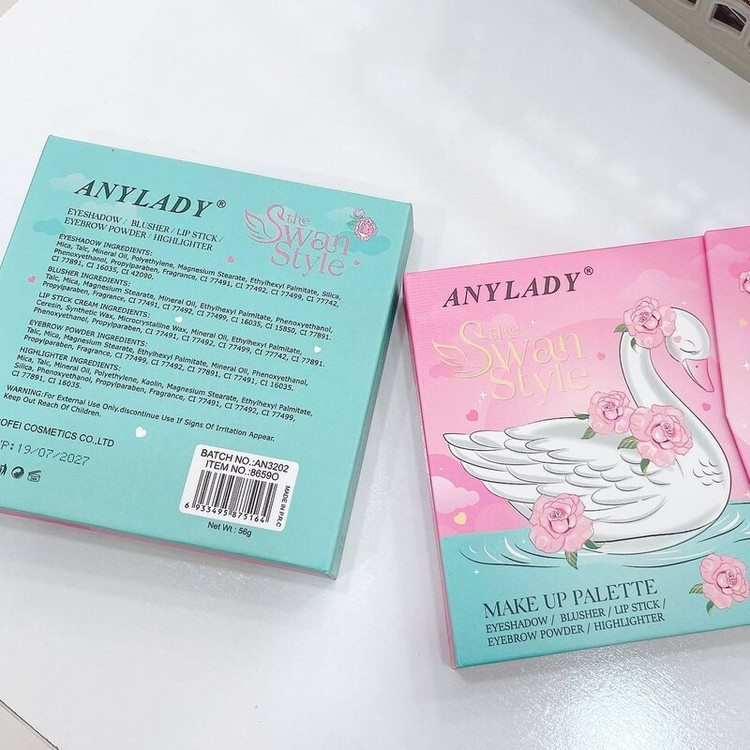 ANYLADY®
EYESHADOW / BLUSHER / LIP STICK /
EYEBROW POWDER / HIGHLIGHTER
the
Swan
Style
EYESHADOW INGREDIENTS:
Mica, Talc, Mineral Oil, Polyethylene, Magnesium Stearate, Ethylhexyl Palmitate, Silica,
Phenoxyethanol, Propylparaben, Fragrance, CI 77491, CI 77492, CI 77499, CI 77742,
CI 77891, CI 16035, CI 42090.
BLUSHER INGREDIENTS:
Talc, Mica, Magnesium Stearate, Mineral Oil, Ethylhexyl Palmitate, Phenoxyethanol,
Propylparaben, Fragrance, CI 77491, CI 77492, CI 77499, CI 16035, CI 15850, CI 77891.
LIP STICK CREAM INGREDIENTS:
Ceresin, Synthetic Wax, Microcrystalline Wax, Mineral Oil, Ethylhexyl Palmitate,
Phenoxyethanol, Propylparaben, CI 77491, CI 77492, CI 77499, CI 77742, CI 77891.
EYEBROW POWDER INGREDIENTS:
Talc, Mica, Magnesium Stearate, Ethylhexyl Palmitate, Mineral Oil, Phenoxyethanol,
Propylparaben, Fragrance, CI 77499, CI 77492, CI 77891, CI 77491, CI 16035.
HIGHLIGHTER INGREDIENTS:
Mica, Talc, Mineral Oil, Polyethylene, Kaolin, Magnesium Stearate, Ethylhexyl Palmitate,
Silica, Phenoxyethanol, Propylparaben, Fragrance, CI 77491, CI 77492, CI 77499,
CI 77891, CI 16035.
WARNING:For External Use Only,discontinue Use If Signs Of Irritation Appear.
Keep Out Reach Of Children.
OFEI COSMETICS CO.,LTD
P: 19/07/2027
BATCH NO.:AN3202
ITEM NO.:8659O
6 933495 875164
MADE IN P.R.C
Net Wt : 56g
ANYLADY®
the
Swan
Style
MAKE UP PALETTE
EYESHADOW / BLUSHER / LIP STICK /
EYEBROW POWDER / HIGHLIGHTER